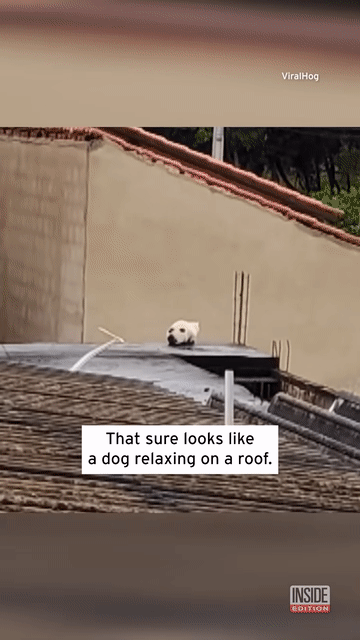 ViralHog
That sure looks like
a dog relaxing on a roof.
INSIDE
EDITION